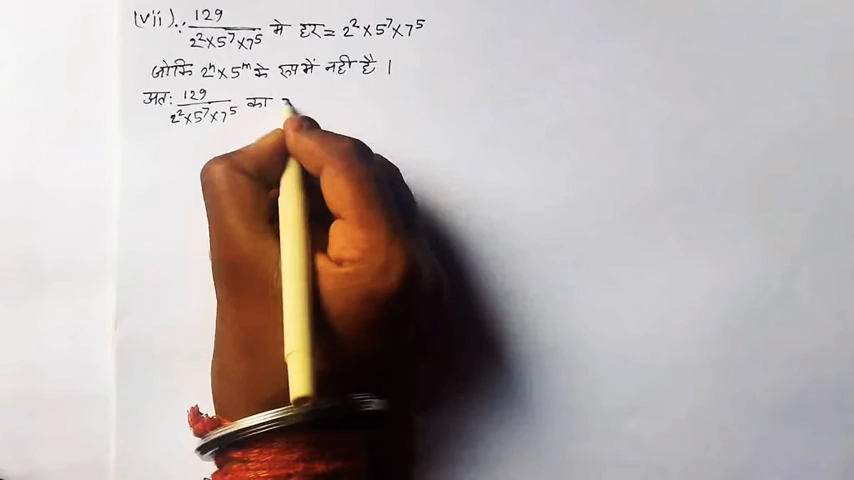 (vii). ∵ 129/2²×5⁷×7⁵ मे हर = 2²×5⁷×7⁵
जोकि 2ⁿ×5ᵐ के रूप में नही है ।
अतः 129/2²×5⁷×7⁵ का